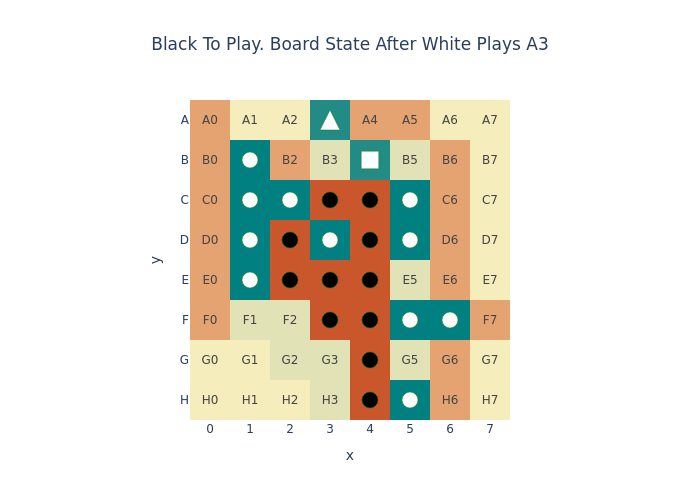 Black To Play. Board State After White Plays A3
A A0 A1 A2 A4 A5 A6 A7
B B0 B2 B3 B5 B6 B7
C C0 C6 C7
D D0 D6 D7
E E0 E5 E6 E7
F F0 F1 F2 F7
G G0 G1 G2 G3 G5 G6 G7
H H0 H1 H2 H3 H6 H7
0 1 2 3 4 5 6 7
x
y